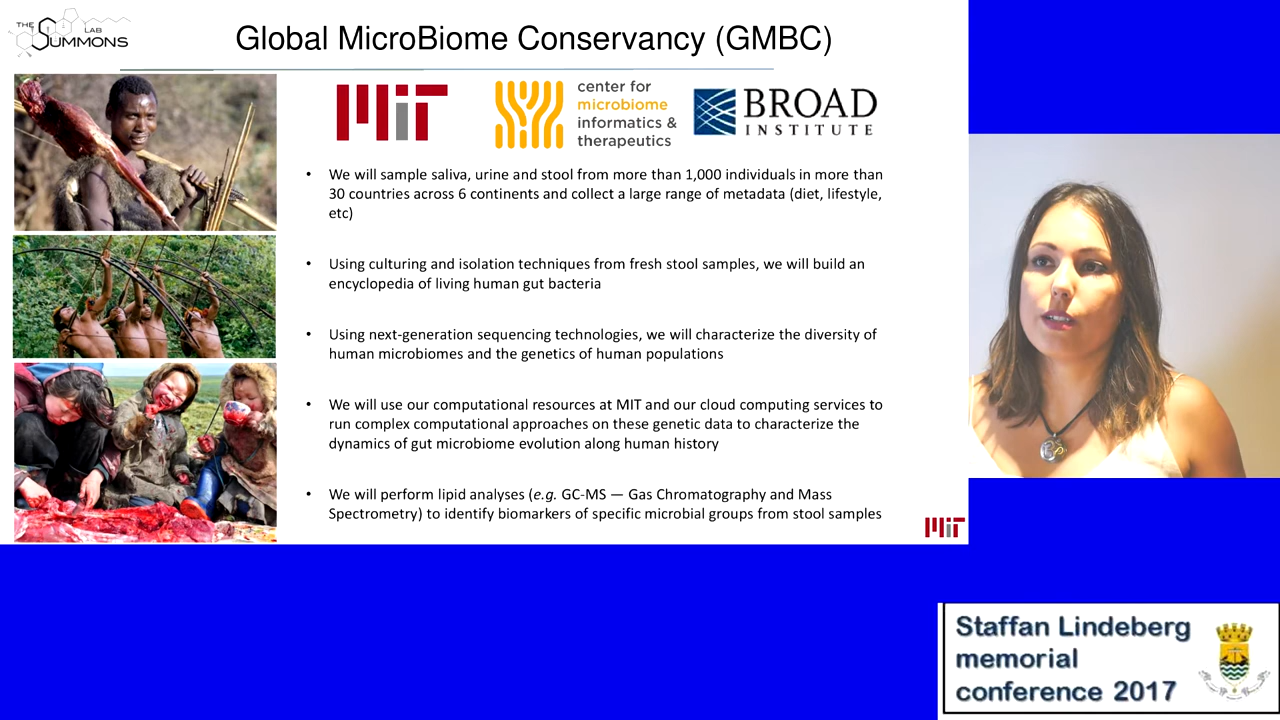 THE
SUMMONS
LAB
Global MicroBiome Conservancy (GMBC)
MiT
center for
microbiome
informatics &
therapeutics
BROAD
INSTITUTE
• We will sample saliva, urine and stool from more than 1,000 individuals in more than
30 countries across 6 continents and collect a large range of metadata (diet, lifestyle,
etc)
• Using culturing and isolation techniques from fresh stool samples, we will build an
encyclopedia of living human gut bacteria
• Using next-generation sequencing technologies, we will characterize the diversity of
human microbiomes and the genetics of human populations
• We will use our computational resources at MIT and our cloud computing services to
run complex computational approaches on these genetic data to characterize the
dynamics of gut microbiome evolution along human history
• We will perform lipid analyses (e.g. GC-MS — Gas Chromatography and Mass
Spectrometry) to identify biomarkers of specific microbial groups from stool samples
MiT
Staffan Lindeberg
memorial
conference 2017